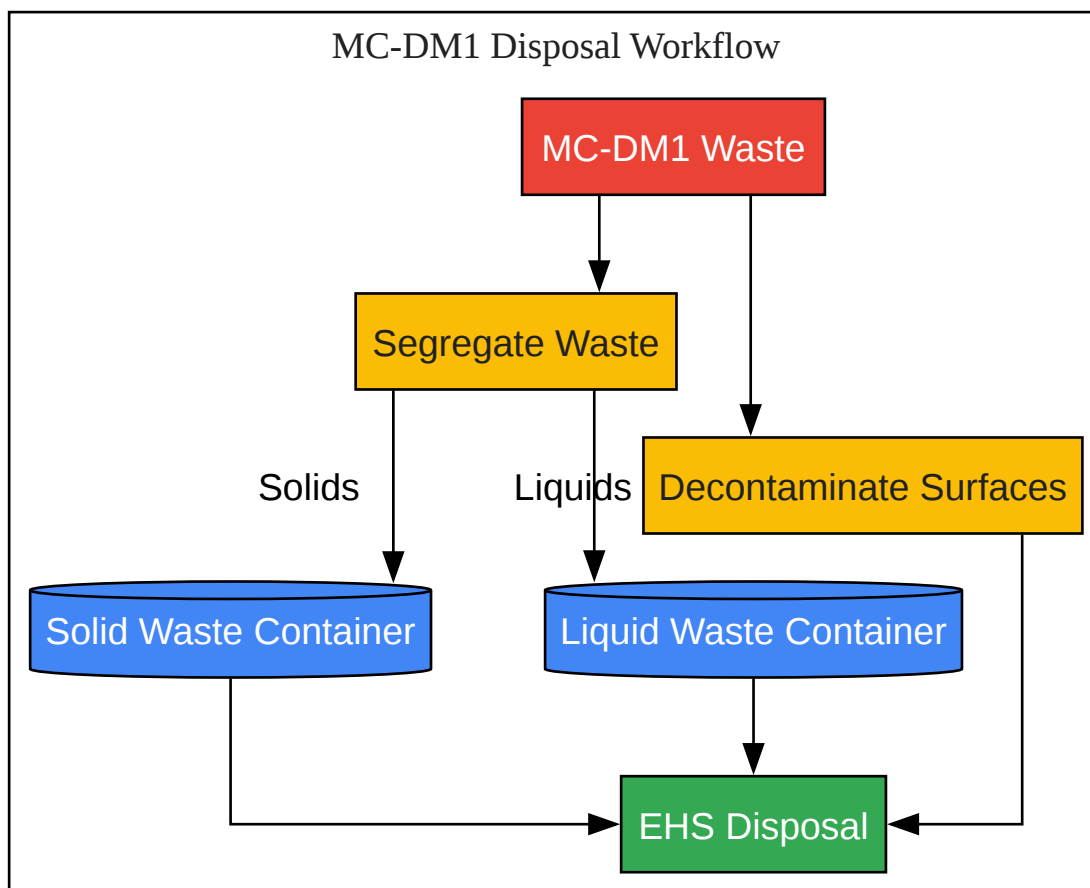 MC-DM1 Disposal Workflow
MC-DM1 Waste
Segregate Waste
Solids
Liquids
Decontaminate Surfaces
Solid Waste Container
Liquid Waste Container
EHS Disposal